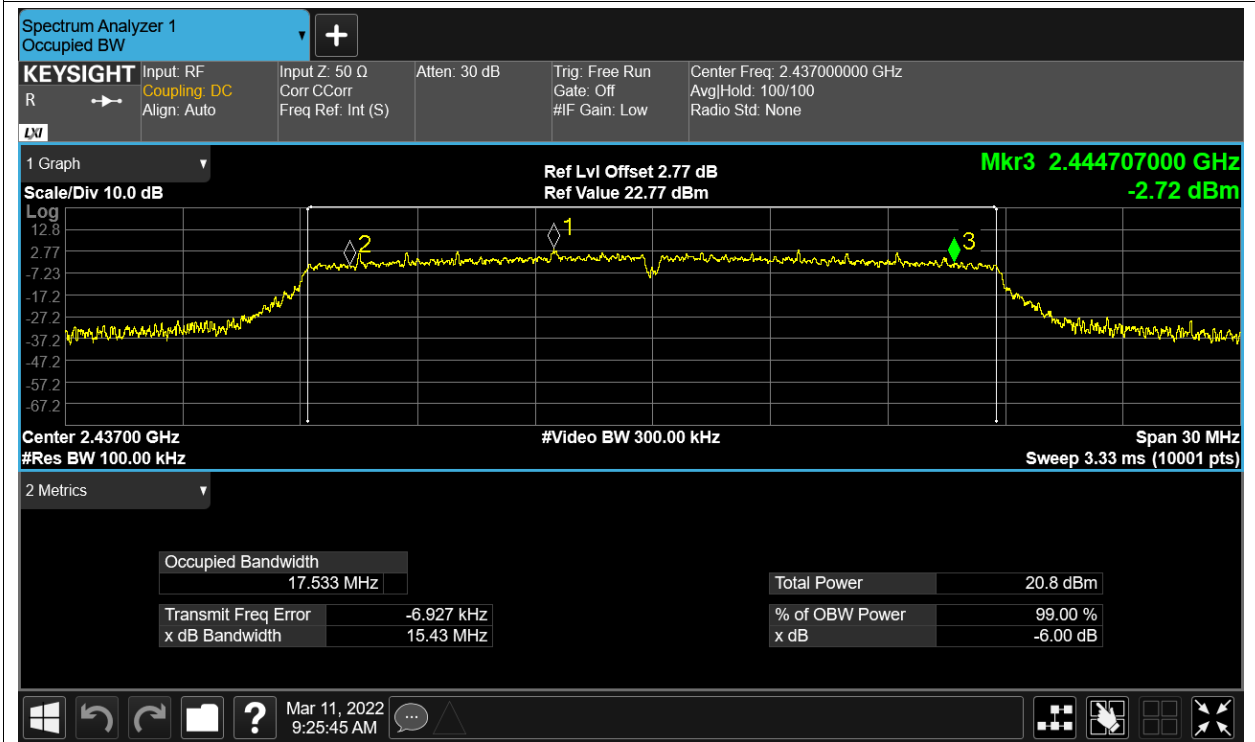 Spectrum Analyzer 1
Occupied BW
KEYSIGHT
R
LXI
Input: RF
Coupling: DC
Align: Auto
Input Z: 50 Ω
Corr CCorr
Freq Ref: Int (S)
Atten: 30 dB
Trig: Free Run
Gate: Off
#IF Gain: Low
Center Freq: 2.437000000 GHz
Avg|Hold: 100/100
Radio Std: None
1 Graph
Scale/Div 10.0 dB
Ref Lvl Offset 2.77 dB
Ref Value 22.77 dBm
Mkr3 2.444707000 GHz
-2.72 dBm
Log
12.8
2.77
-7.23
-17.2
-27.2
-37.2
-47.2
-57.2
-67.2
2
1
3
Center 2.43700 GHz
#Video BW 300.00 kHz
Span 30 MHz
#Res BW 100.00 kHz
Sweep 3.33 ms (10001 pts)
2 Metrics
Occupied Bandwidth
17.533 MHz
Transmit Freq Error -6.927 kHz
x dB Bandwidth 15.43 MHz
Total Power 20.8 dBm
% of OBW Power 99.00 %
x dB -6.00 dB
?
Mar 11, 2022
9:25:45 AM